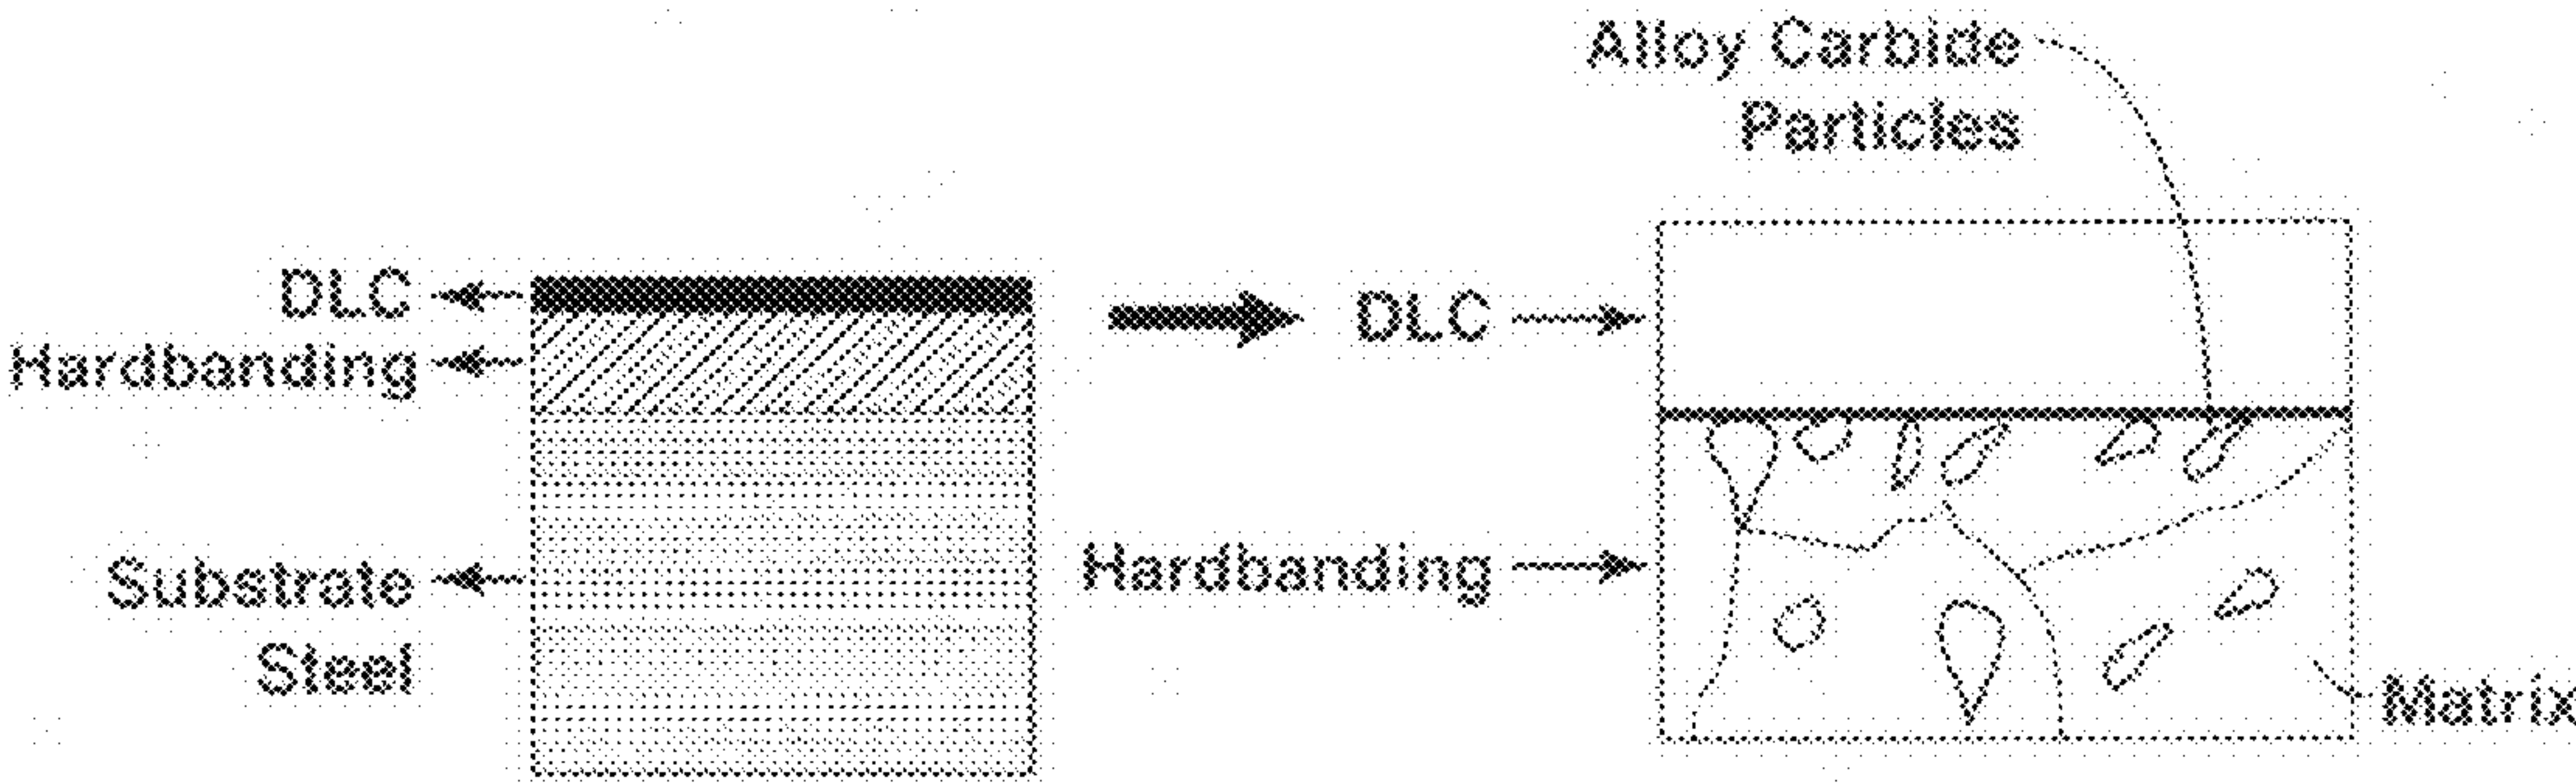 Alloy Carbide
Particles
DLC
Hardbanding
Substrate
Steel
DLC
Hardbanding
Matrix